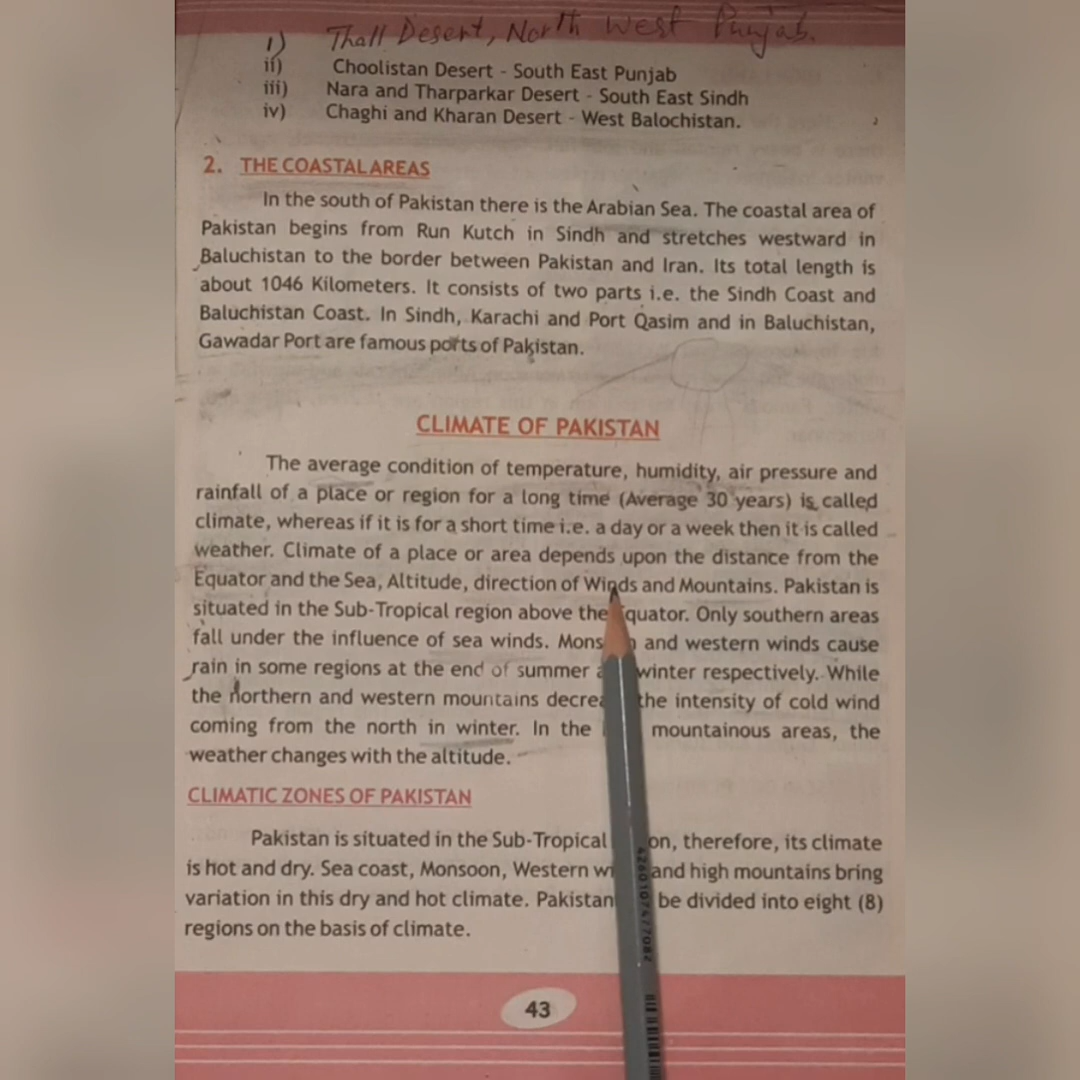 i) Thall Desert, North West Punjab.
ii) Choolistan Desert - South East Punjab
iii) Nara and Tharparkar Desert - South East Sindh
iv) Chaghi and Kharan Desert - West Balochistan.
2. THE COASTAL AREAS
In the south of Pakistan there is the Arabian Sea. The coastal area of
Pakistan begins from Run Kutch in Sindh and stretches westward in
Baluchistan to the border between Pakistan and Iran. Its total length is
about 1046 Kilometers. It consists of two parts i.e. the Sindh Coast and
Baluchistan Coast. In Sindh, Karachi and Port Qasim and in Baluchistan,
Gawadar Port are famous ports of Pakistan.
CLIMATE OF PAKISTAN
The average condition of temperature, humidity, air pressure and
rainfall of a place or region for a long time (Average 30 years) is called
climate, whereas if it is for a short time i.e. a day or a week then it is called
weather. Climate of a place or area depends upon the distance from the
Equator and the Sea, Altitude, direction of Winds and Mountains. Pakistan is
situated in the Sub-Tropical region above the quator. Only southern areas
fall under the influence of sea winds. Mons and western winds cause
rain in some regions at the end of summer winter respectively. While
the northern and western mountains decrea the intensity of cold wind
coming from the north in winter. In the mountainous areas, the
weather changes with the altitude.
CLIMATIC ZONES OF PAKISTAN
Pakistan is situated in the Sub-Tropical on, therefore, its climate
is hot and dry. Sea coast, Monsoon, Western wi and high mountains bring
variation in this dry and hot climate. Pakistan be divided into eight (8)
regions on the basis of climate.
43